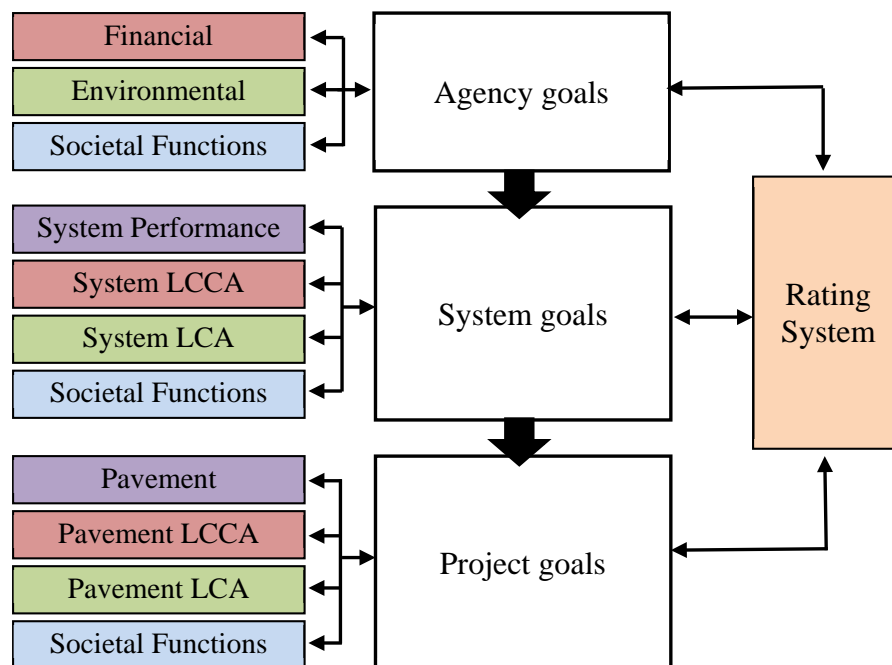 Financial
Environmental
Societal Functions
Agency goals
System Performance
System LCCA
System LCA
Societal Functions
System goals
Rating
System
Pavement
Pavement LCCA
Pavement LCA
Societal Functions
Project goals